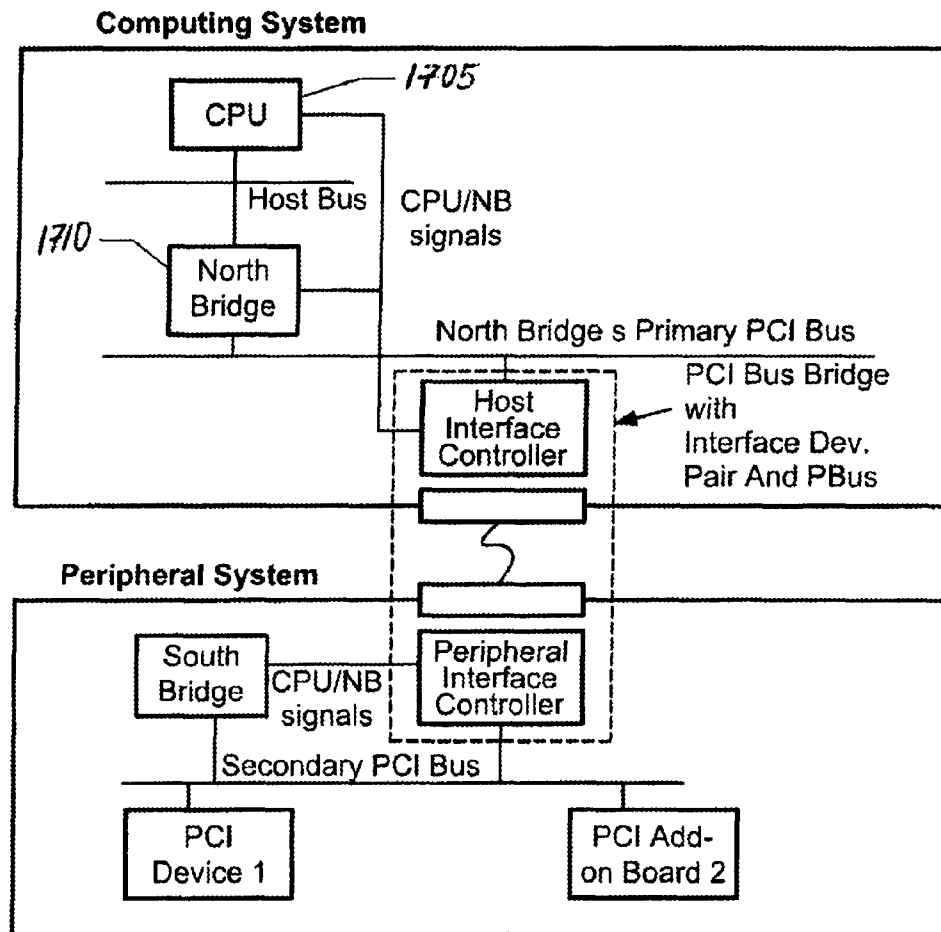 Computing System
1705
CPU
Host Bus
CPU/NB
signals
1710
North
Bridge
North Bridge s Primary PCI Bus
Host
Interface
Controller
PCI Bus Bridge
with
Interface Dev.
Pair And PBus
Peripheral System
South
Bridge
CPU/NB
signals
Peripheral
Interface
Controller
Secondary PCI Bus
PCI
Device 1
PCI Add-
on Board 2